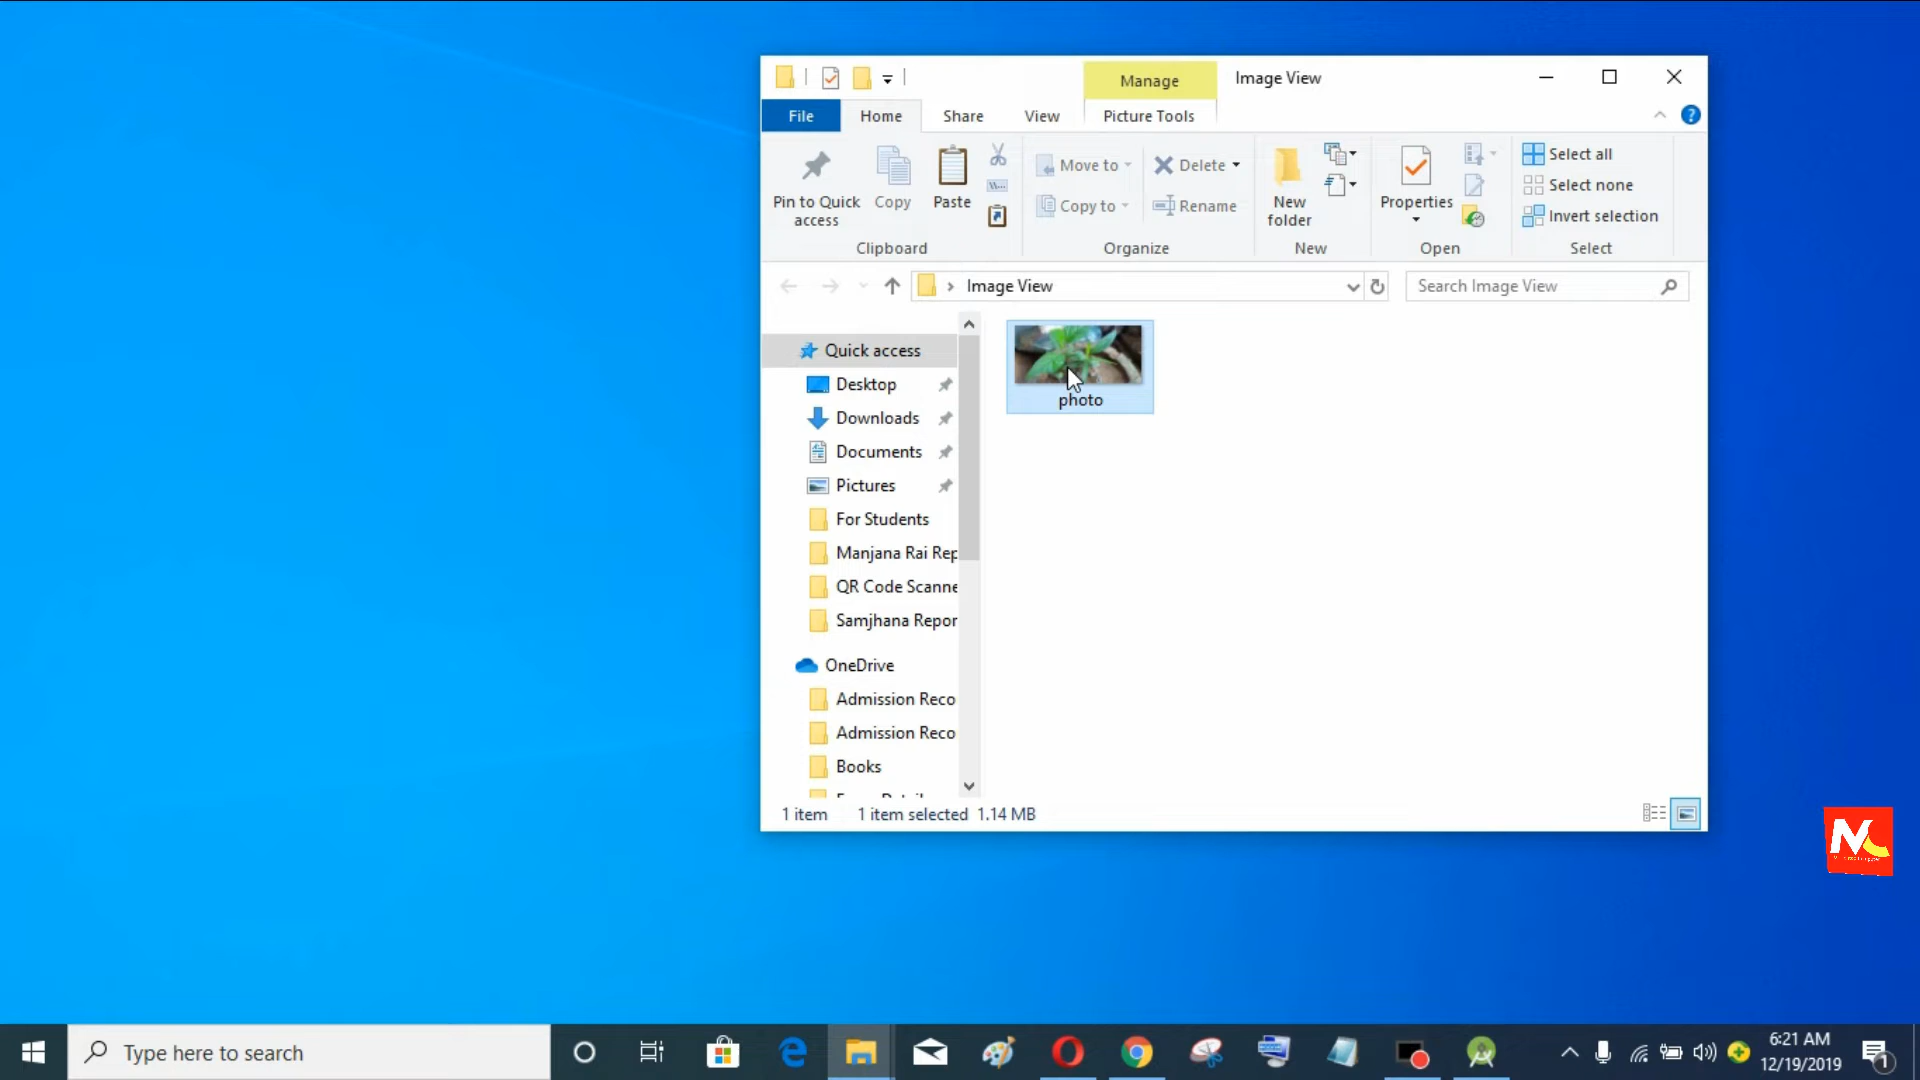 Manage
Image View
File
Home
Share
View
Picture Tools
Pin to Quick access
Copy
Paste
Clipboard
Move to
Copy to
Delete
Rename
Organize
New folder
New
Properties
Open
Select all
Select none
Invert selection
Select
Image View
Search Image View
Quick access
Desktop
Downloads
Documents
Pictures
For Students
Manjana Rai Rep
QR Code Scanne
Samjhana Repor
OneDrive
Admission Reco
Admission Reco
Books
photo
1 item
1 item selected 1.14 MB
MC
Type here to search
6:21 AM
12/19/2019
1